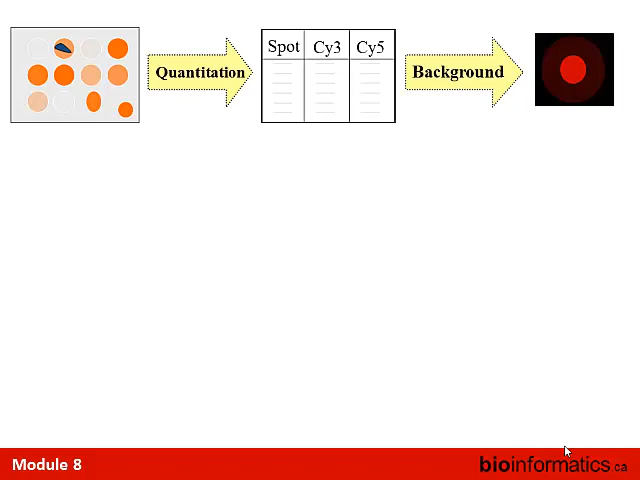 Quantitation
Spot Cy3 Cy5
Background
Module 8
bioinformatics.ca